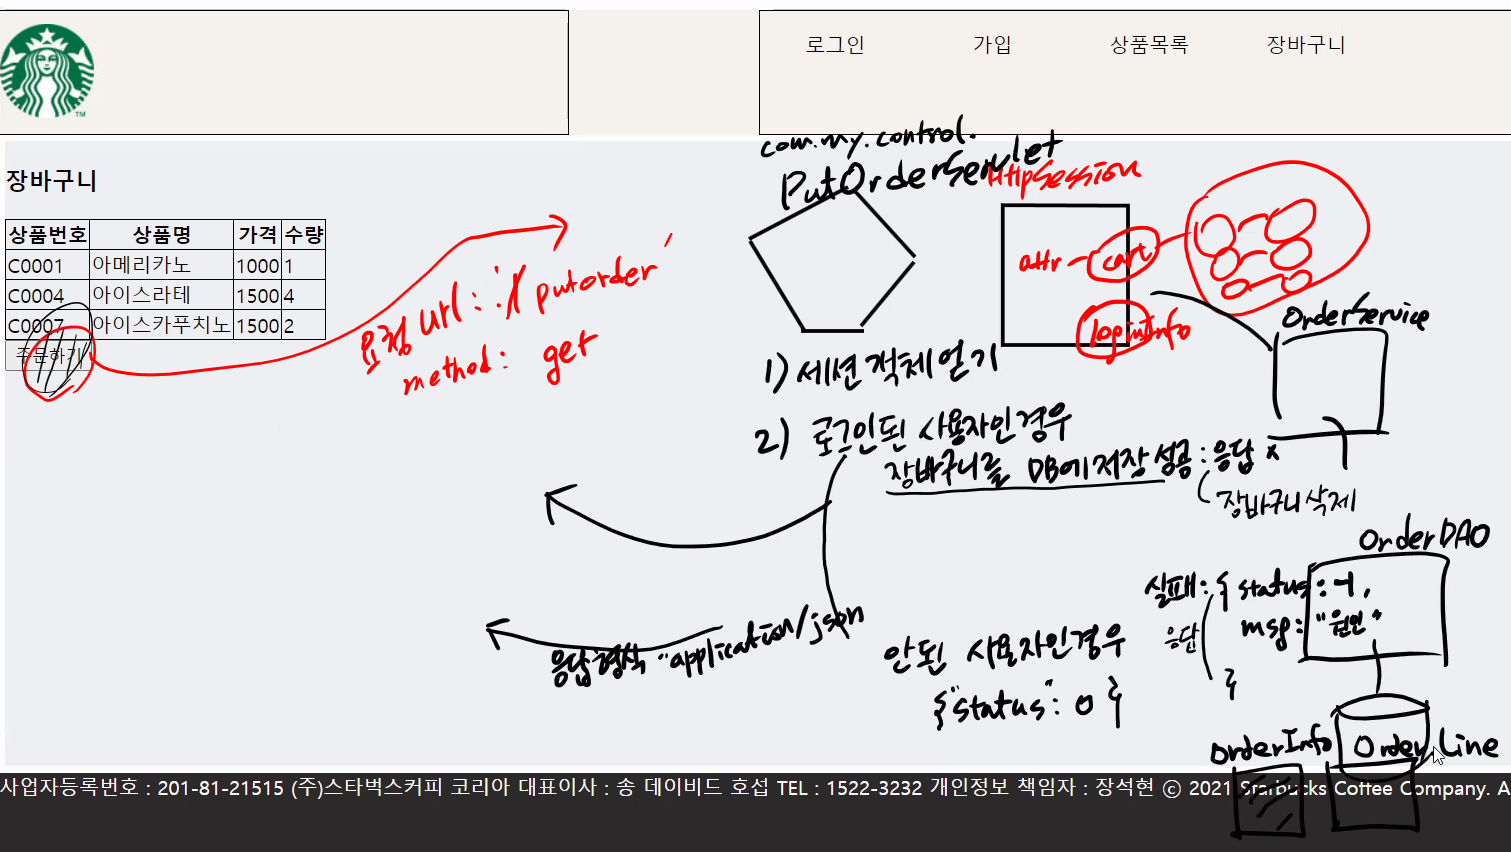 로그인 가입 상품목록 장바구니
com.my.control.
PutOrderServlet
HttpSession
장바구니
상품번호 상품명 가격 수량
C0001 아메리카노 1000 1
C0004 아이스라테 1500 4
C0007 아이스카푸치노 1500 2
주문하기
요청 url : './putorder'
method : get
attr - cart
loginInfo
OrderService
1) 세션 객체 얻기
2) 로그인된 사용자인 경우
장바구니를 DB에 저장 성공 : 응답 x
장바구니 삭제
OrderDAO
실패 : { status : -1,
msg : "원인"
응답
}
응답형식 "application/json
안된 사용자인 경우
{"status" : 0 }
OrderInfo OrderLine
사업자등록번호 : 201-81-21515 (주)스타벅스커피 코리아 대표이사 : 송 데이비드 호섭 TEL : 1522-3232 개인정보 책임자 : 장석현 ⓒ 2021 Starbucks Coffee Company. A
TM